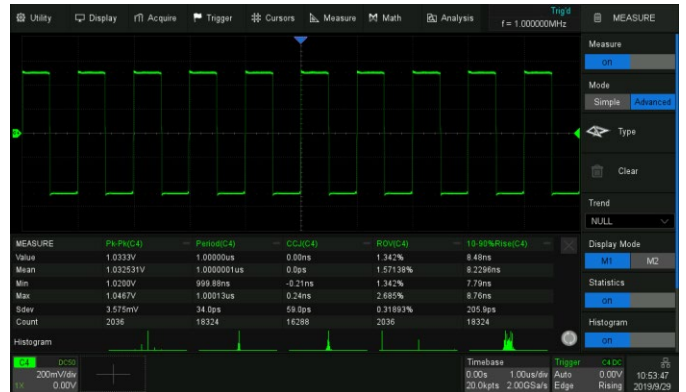 Utility Display Acquire Trigger Cursors Measure Math Analysis Trig'd f = 1.000000MHz MEASURE
Measure
on
Mode
Simple Advanced
Type
Clear
Trend
NULL
MEASURE Pk-Pk(C4) Period(C4) CCJ(C4) ROV(C4) 10-90%Rise(C4)
Value 1.0333V 1.00000us 0.00ns 1.342% 8.48ns
Mean 1.032531V 1.0000001us 0.0ps 1.57138% 8.2296ns
Min 1.0200V 999.88ns -0.21ns 1.342% 7.79ns
Max 1.0467V 1.00013us 0.24ns 2.685% 8.76ns
Sdev 3.575mV 34.0ps 59.0ps 0.31893% 205.9ps
Count 2036 18324 16288 2036 18324
Histogram
Display Mode
M1 M2
Statistics
on
Histogram
on
C4 DC50
200mV/div
1X 0.00V
Timebase
0.00s 1.00us/div
20.0kpts 2.00GSa/s
Trigger C4 DC
Auto 0.00V
Edge Rising
10:53:47
2019/9/29